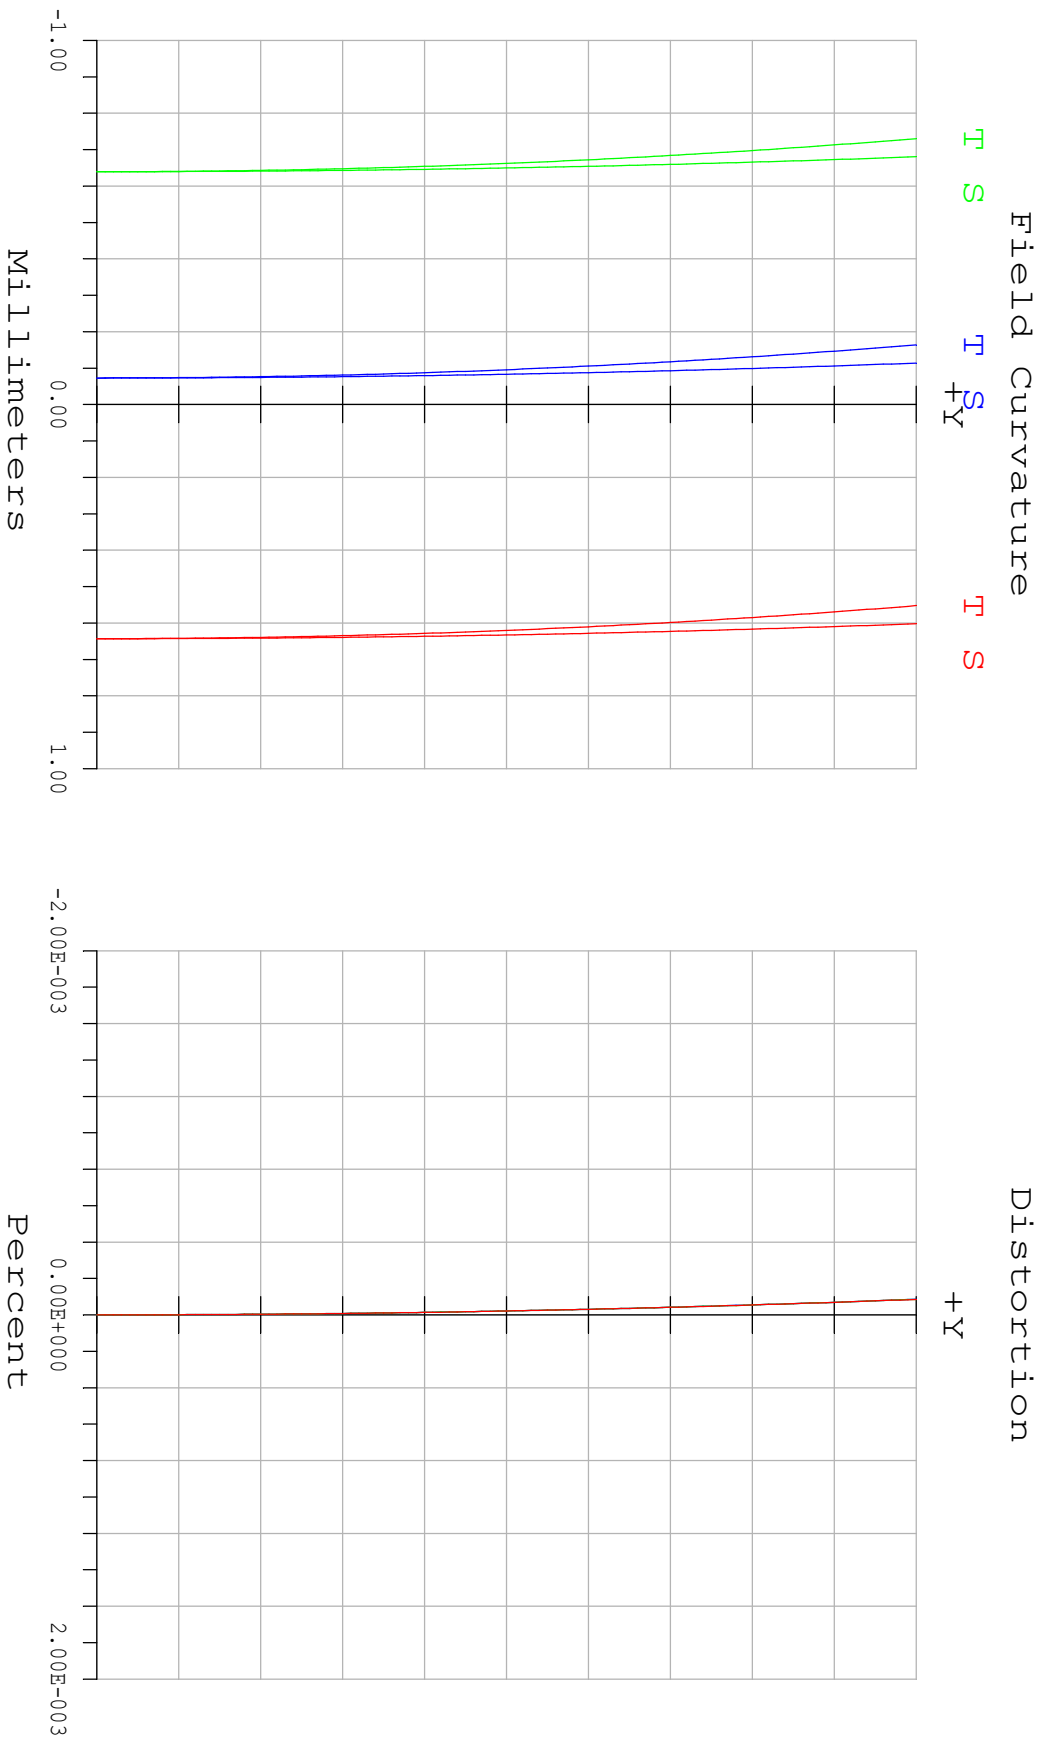 Field Curvature
Distortion
T S
T S
T S
+Y
+Y
-1.00
0.00
1.00
-2.00E-003
0.00E+000
2.00E-003
Millimeters
Percent